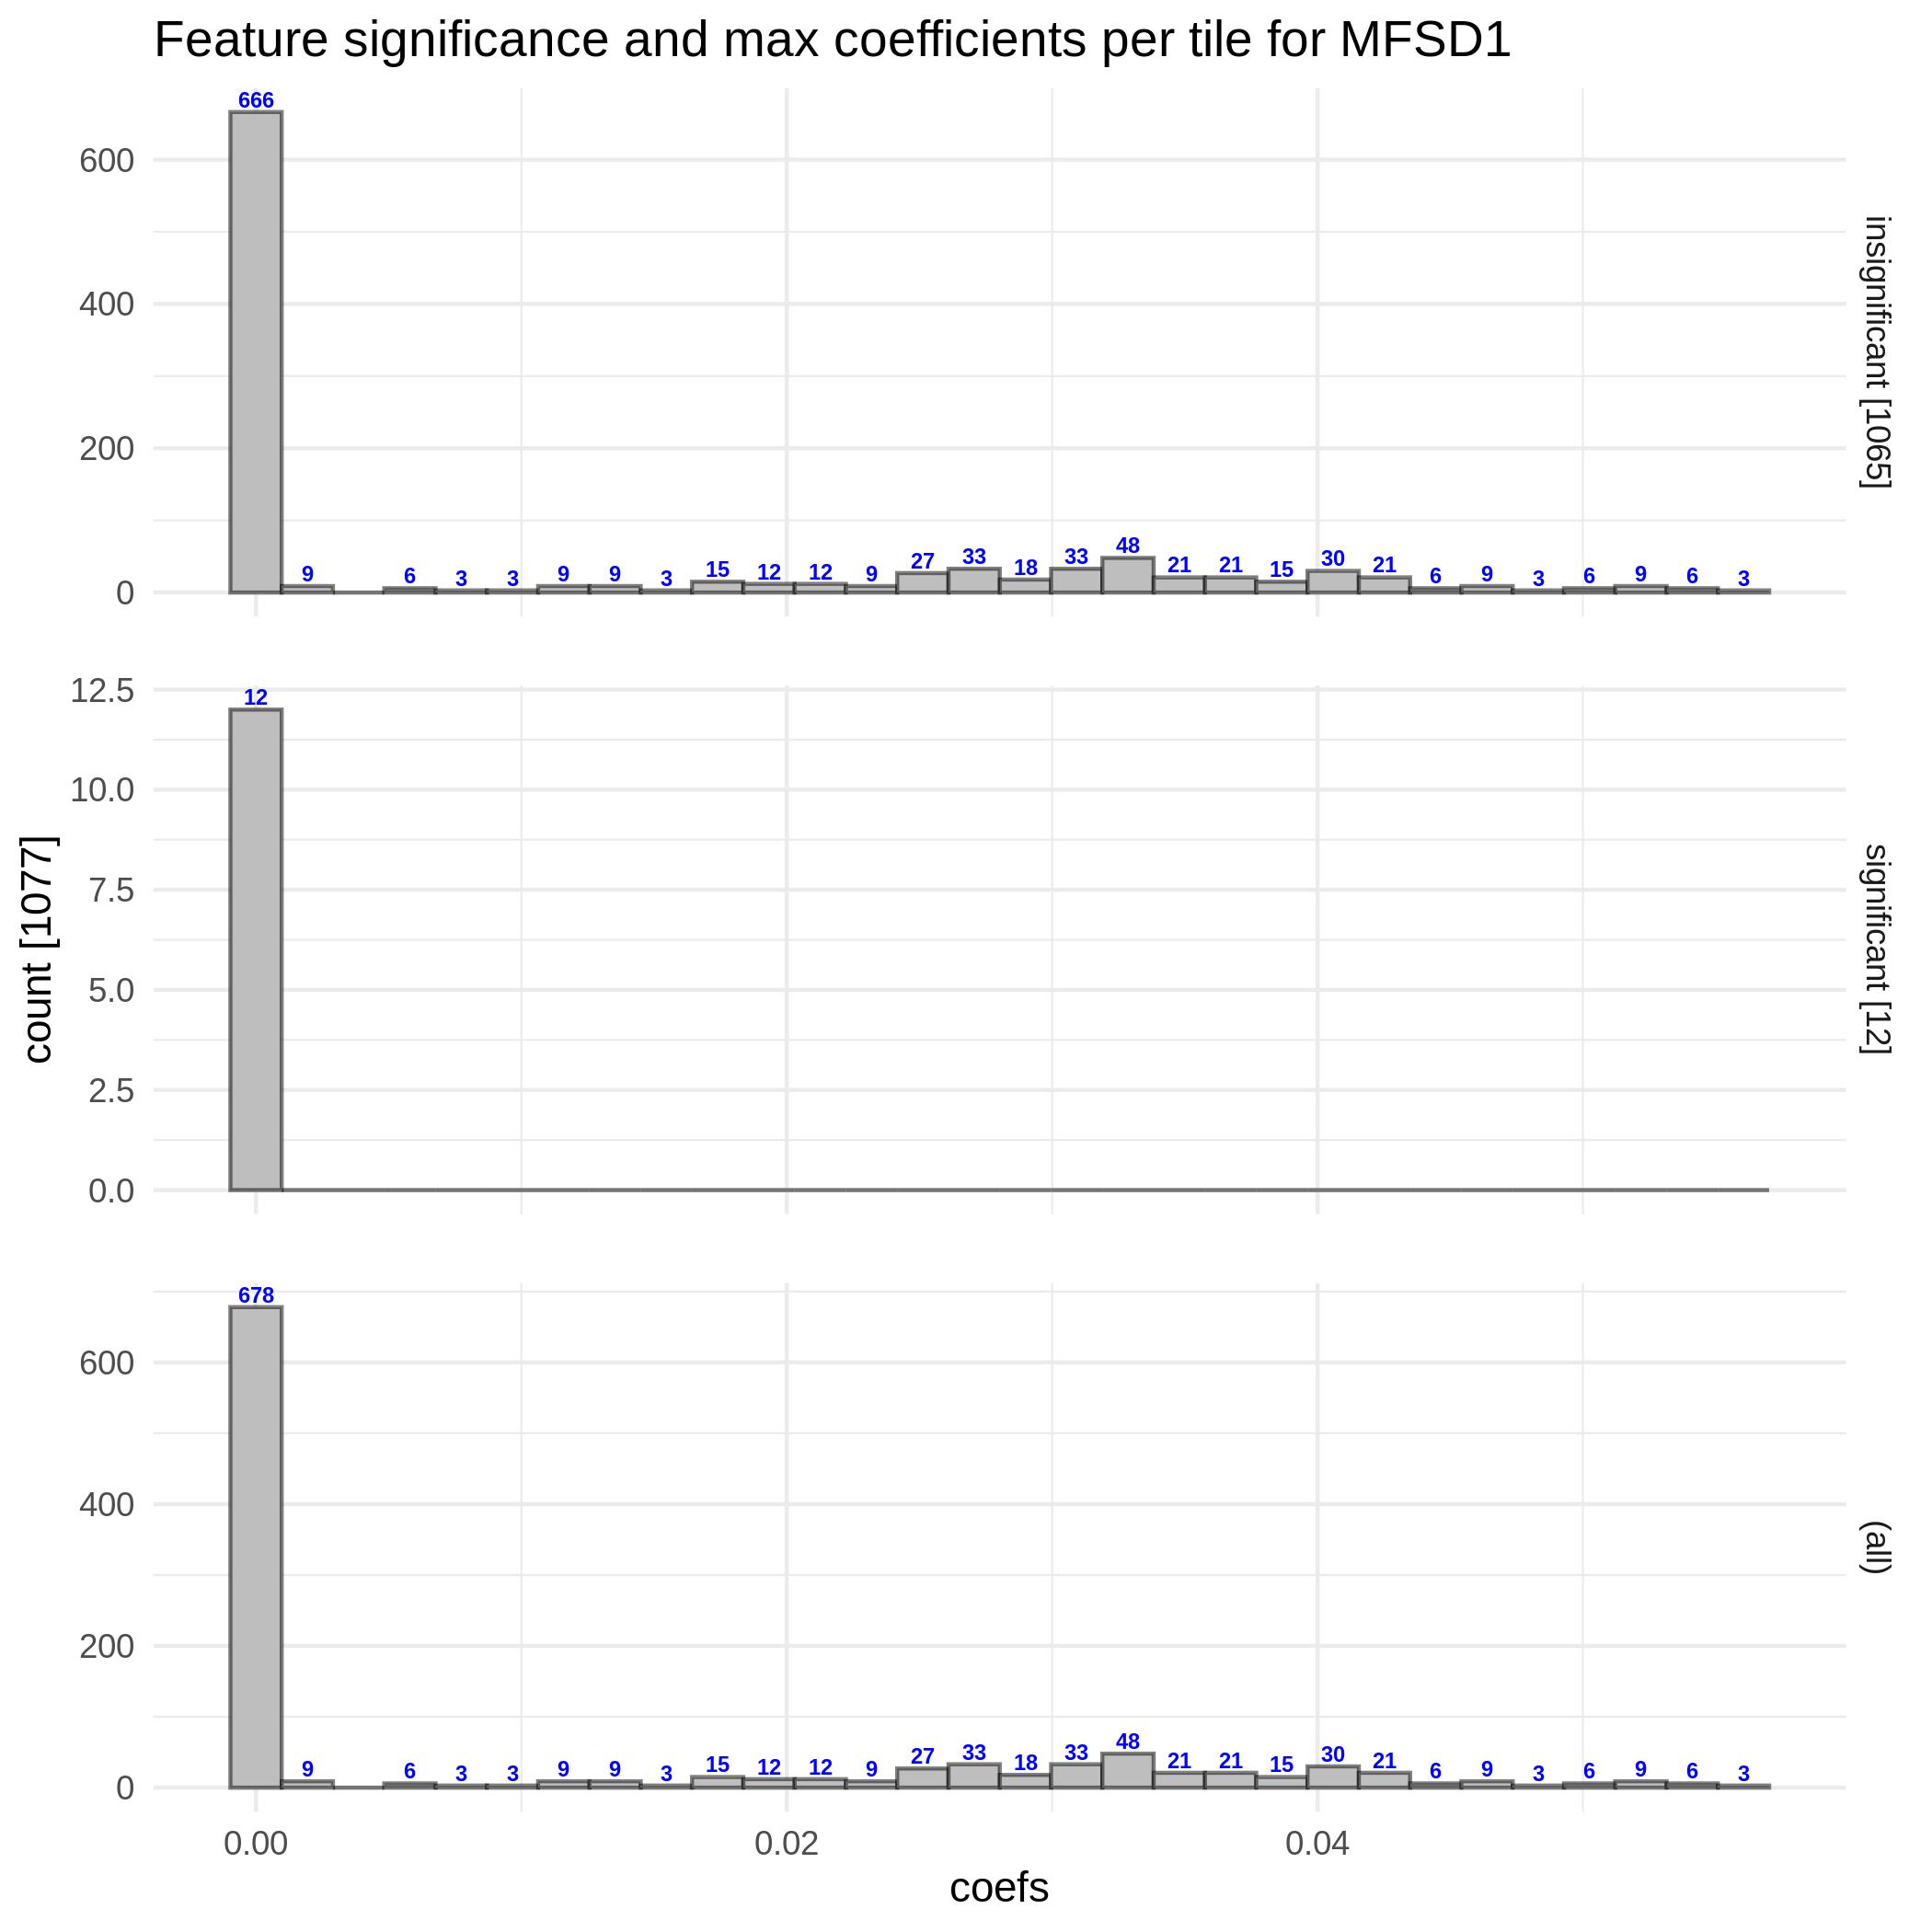 Feature significance and max coefficients per tile for MFSD1
666
600
400
200
0
9 6 3 3 9 9 3 15 12 12 9 27 33 18 33 48 21 21 15 30 21 6 9 3 6 9 6 3
insignificant [1065]
12.5
10.0
7.5
5.0
2.5
0.0
12
significant [12]
count [1077]
678
600
400
200
0
9 6 3 3 9 9 3 15 12 12 9 27 33 18 33 48 21 21 15 30 21 6 9 3 6 9 6 3
(all)
0.00 0.02 0.04
coefs